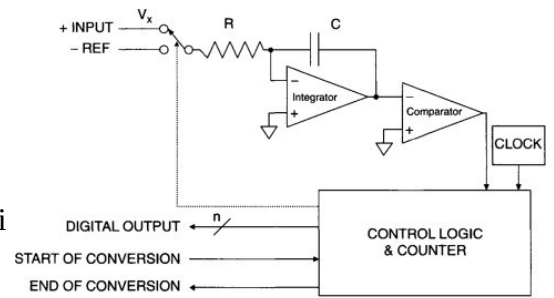 + INPUT Vx R C
− REF
− Integrator +
− Comparator +
CLOCK
i
DIGITAL OUTPUT n
CONTROL LOGIC
& COUNTER
START OF CONVERSION
END OF CONVERSION